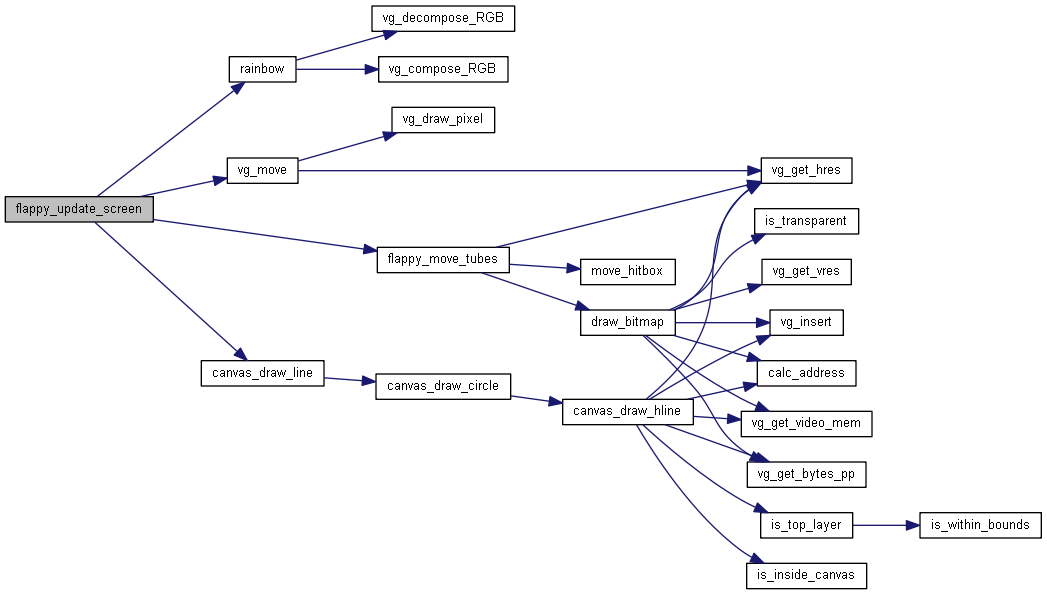 vg_decompose_RGB
rainbow
vg_compose_RGB
vg_draw_pixel
vg_move
vg_get_hres
flappy_update_screen
is_transparent
flappy_move_tubes
move_hitbox
vg_get_vres
draw_bitmap
vg_insert
canvas_draw_line
calc_address
canvas_draw_circle
canvas_draw_hline
vg_get_video_mem
vg_get_bytes_pp
is_top_layer
is_within_bounds
is_inside_canvas